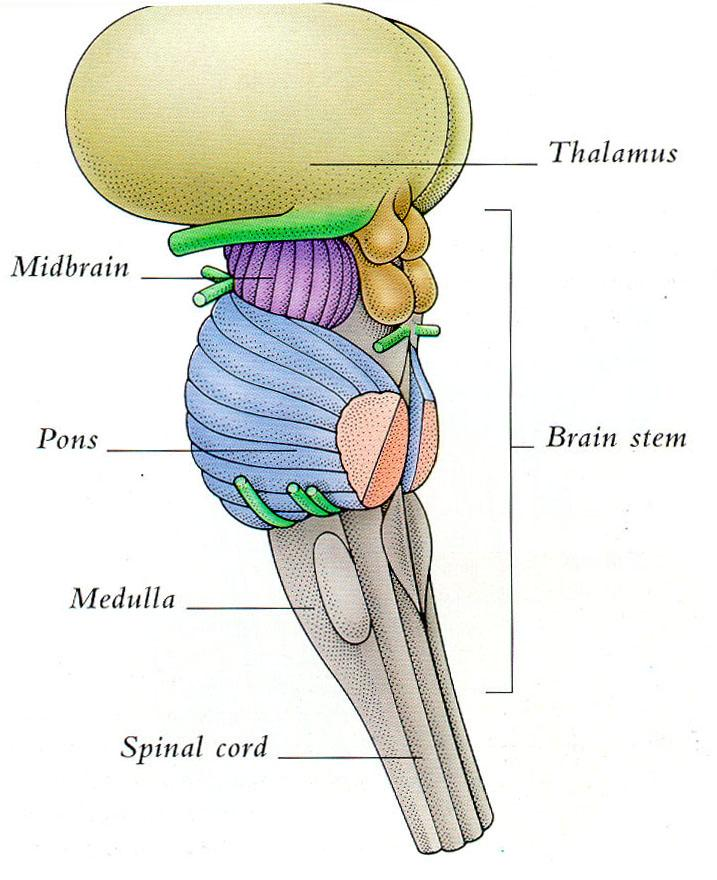 Thalamus
Midbrain
Pons
Brain stem
Medulla
Spinal cord